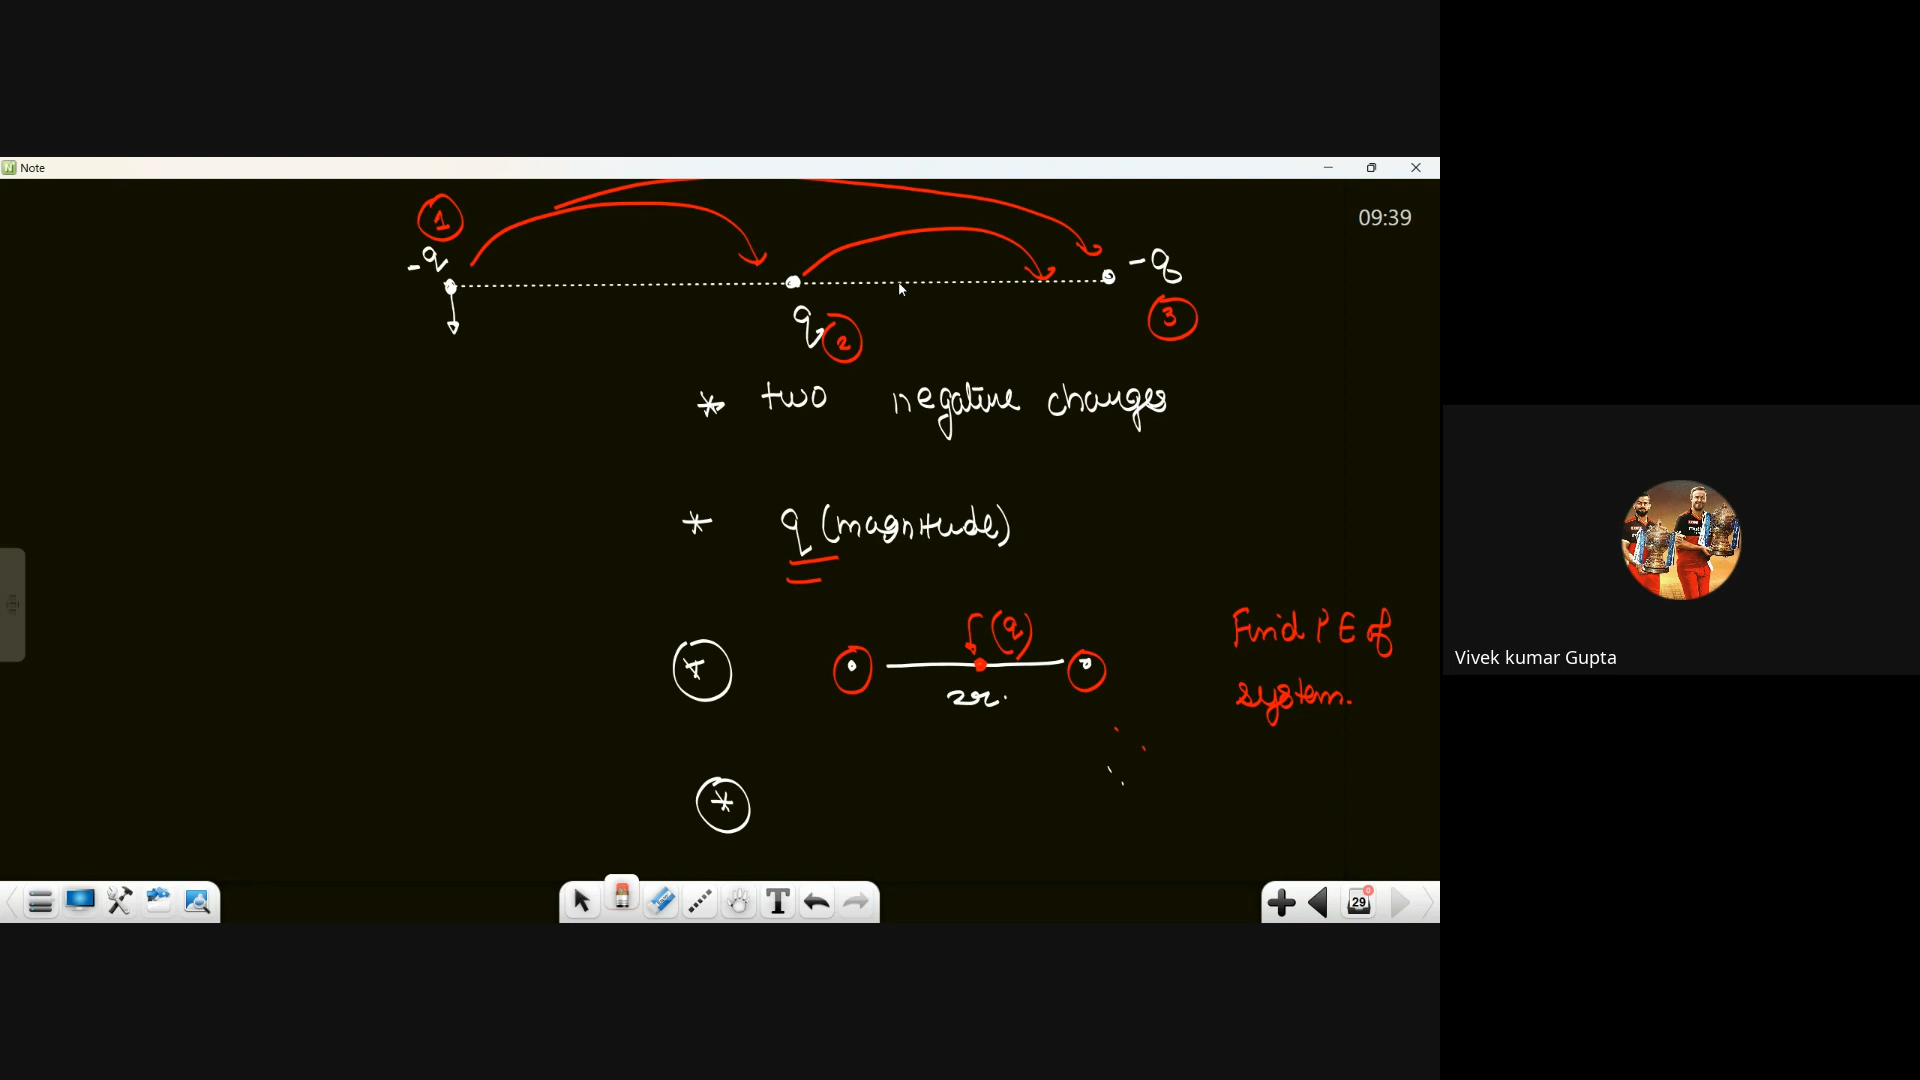 Note
09:39
1
-q
-q
q 2
3
* two negative charges
* q (magnitude)
(q)
Find PE of
* 2r.
system.
*
29
0
T
Vivek kumar Gupta